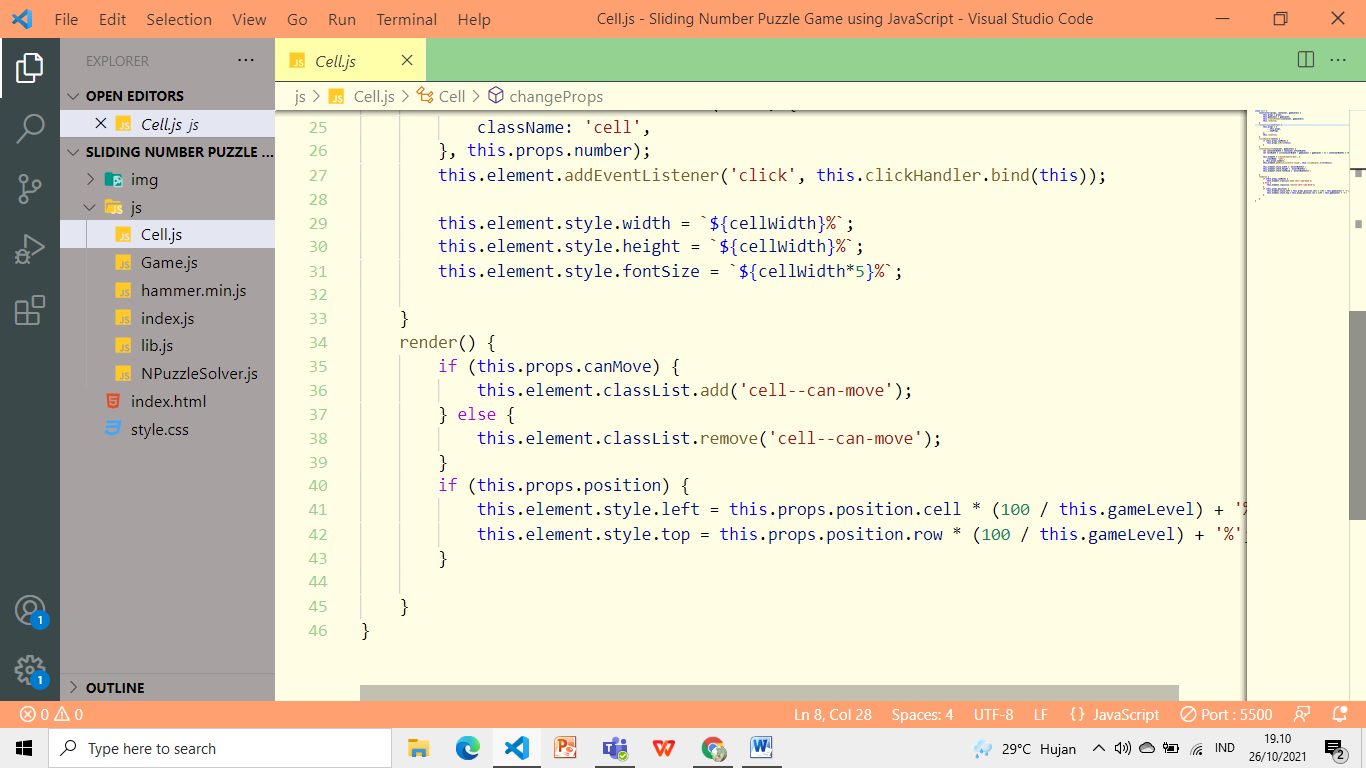 File Edit Selection View Go Run Terminal Help
Cell.js - Sliding Number Puzzle Game using JavaScript - Visual Studio Code
EXPLORER
OPEN EDITORS
Cell.js js
SLIDING NUMBER PUZZLE ...
img
js
Cell.js
Game.js
hammer.min.js
index.js
lib.js
NPuzzleSolver.js
index.html
style.css
OUTLINE
1
1
Cell.js
js > Cell.js > Cell > changeProps
25 className: 'cell',
26 }, this.props.number);
27 this.element.addEventListener('click', this.clickHandler.bind(this));
28
29 this.element.style.width = `${cellWidth}%`;
30 this.element.style.height = `${cellWidth}%`;
31 this.element.style.fontSize = `${cellWidth*5}%`;
32
33 }
34 render() {
35 if (this.props.canMove) {
36 this.element.classList.add('cell--can-move');
37 } else {
38 this.element.classList.remove('cell--can-move');
39 }
40 if (this.props.position) {
41 this.element.style.left = this.props.position.cell * (100 / this.gameLevel) + '%
42 this.element.style.top = this.props.position.row * (100 / this.gameLevel) + '%';
43 }
44
45 }
46 }
0 0 Ln 8, Col 28 Spaces: 4 UTF-8 LF {} JavaScript Port : 5500
Type here to search
29°C Hujan IND
19.10
26/10/2021
2